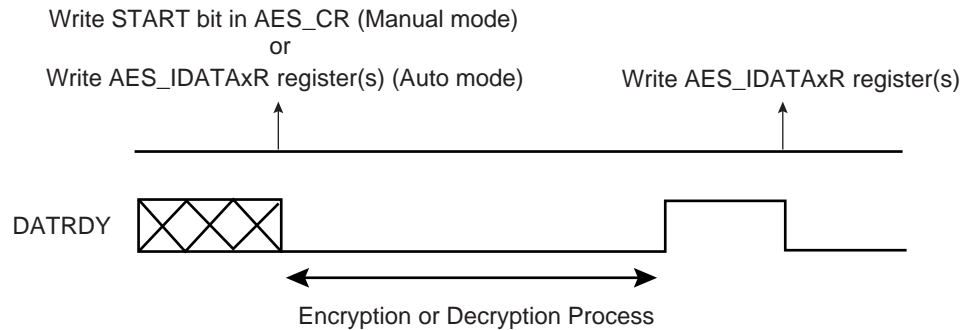 Write START bit in AES_CR (Manual mode)
or
Write AES_IDATAxR register(s) (Auto mode)
Write AES_IDATAxR register(s)
DATRDY
Encryption or Decryption Process